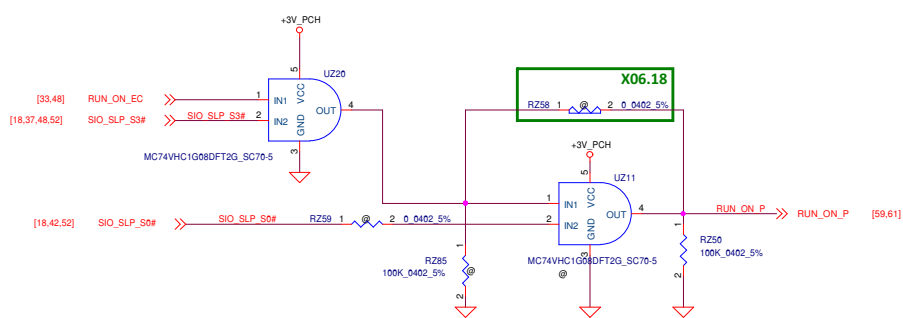 +3V_PCH
UZ20
5
VCC
[33,48] RUN_ON_EC 1 IN1
OUT 4
[18,37,48,52] SIO_SLP_S3# SIO_SLP_S3# 2 IN2
GND
3
MC74VHC1G08DFT2G_SC70-5
X06.18
RZ58 1 @ 2 0_0402_5%
+3V_PCH
UZ11
5
VCC
1 IN1
OUT 4 RUN_ON_P RUN_ON_P [59,61]
[18,42,52] SIO_SLP_S0# SIO_SLP_S0# RZ59 1 @ 2 0_0402_5% 2 IN2
GND
3
MC74VHC1G08DFT2G_SC70-5
@
1
RZ85
100K_0402_5%
@
2
1
RZ50
100K_0402_5%
2